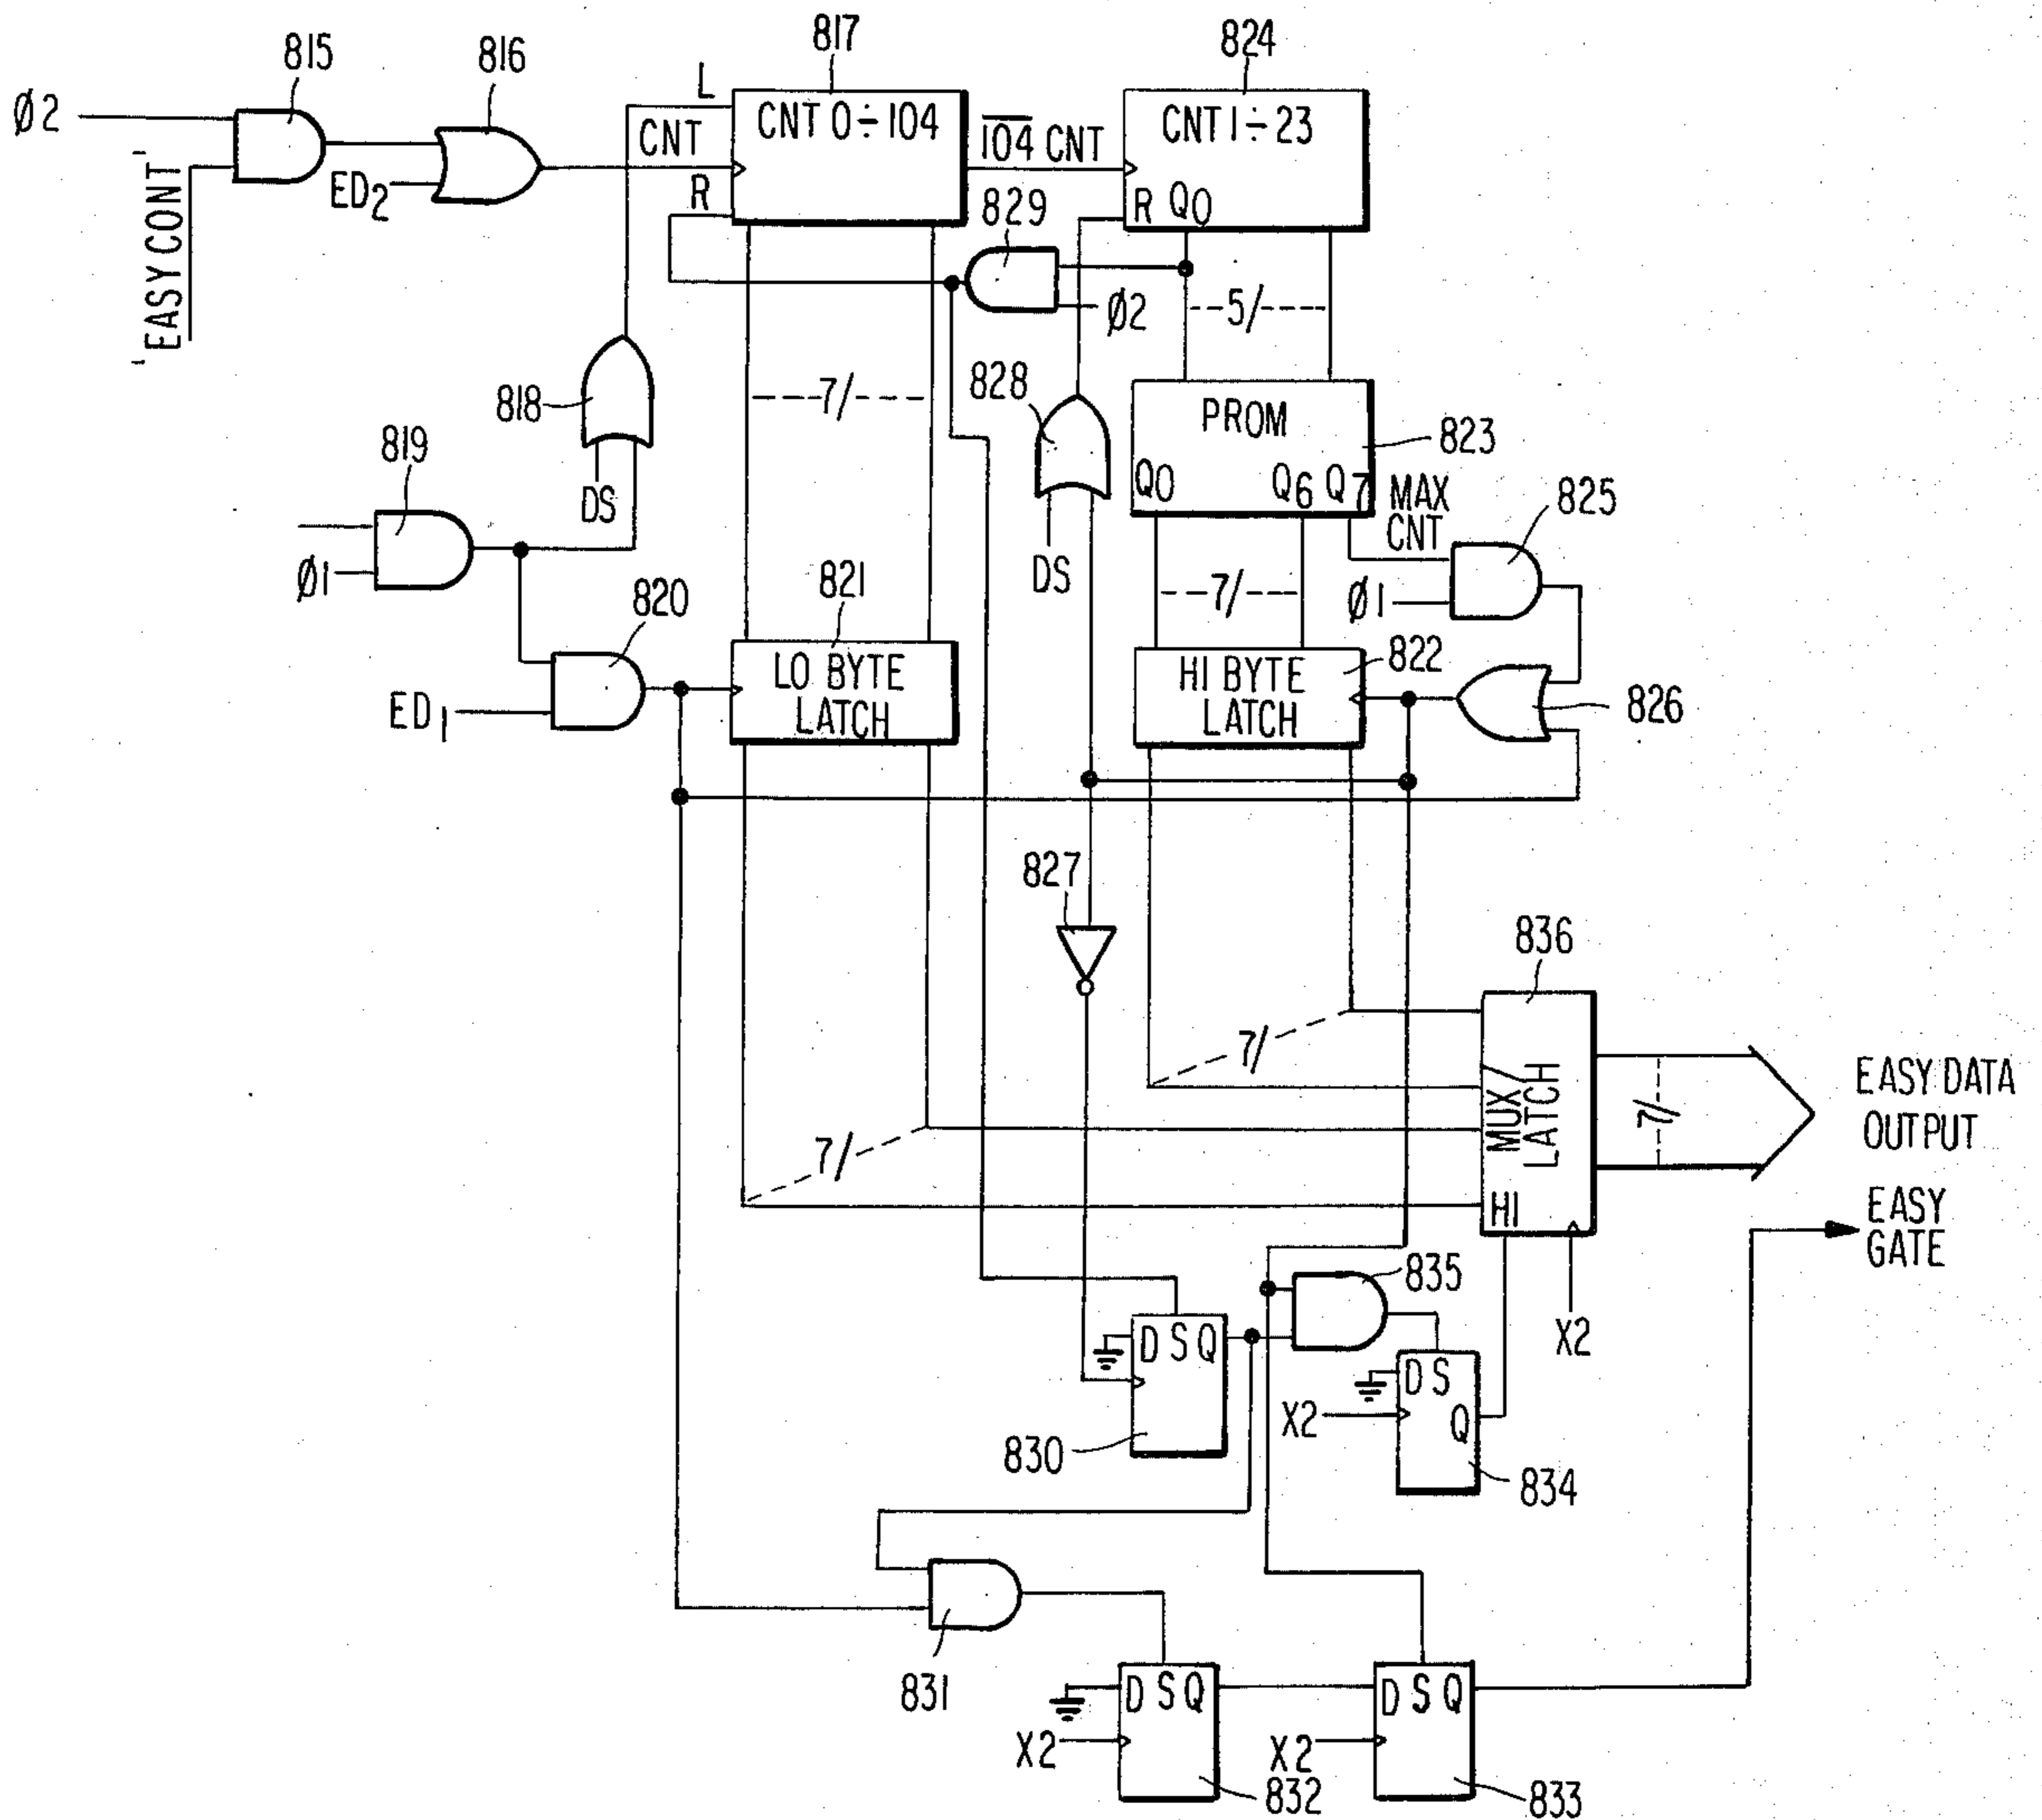 817
824
815
816
L
Ø2
CNT 0 ÷ 104
CNT 1 ÷ 23
CNT
104 CNT
ED2
R
R Q0
829
'EASY CONT'
Ø2
--5/----
828
818
---7/---
PROM
823
819
Q0
Q6 Q7
MAX
CNT
825
DS
DS
Ø1
820
821
--7/---
Ø1
822
LO BYTE
LATCH
HI BYTE
LATCH
ED1
826
827
836
7/
MUX/
LATCH
7/
EASY DATA
OUTPUT
7/
HI
EASY
GATE
835
D S Q
X2
D S
X2
Q
830
834
831
D S Q
D S Q
X2
X2
832
833